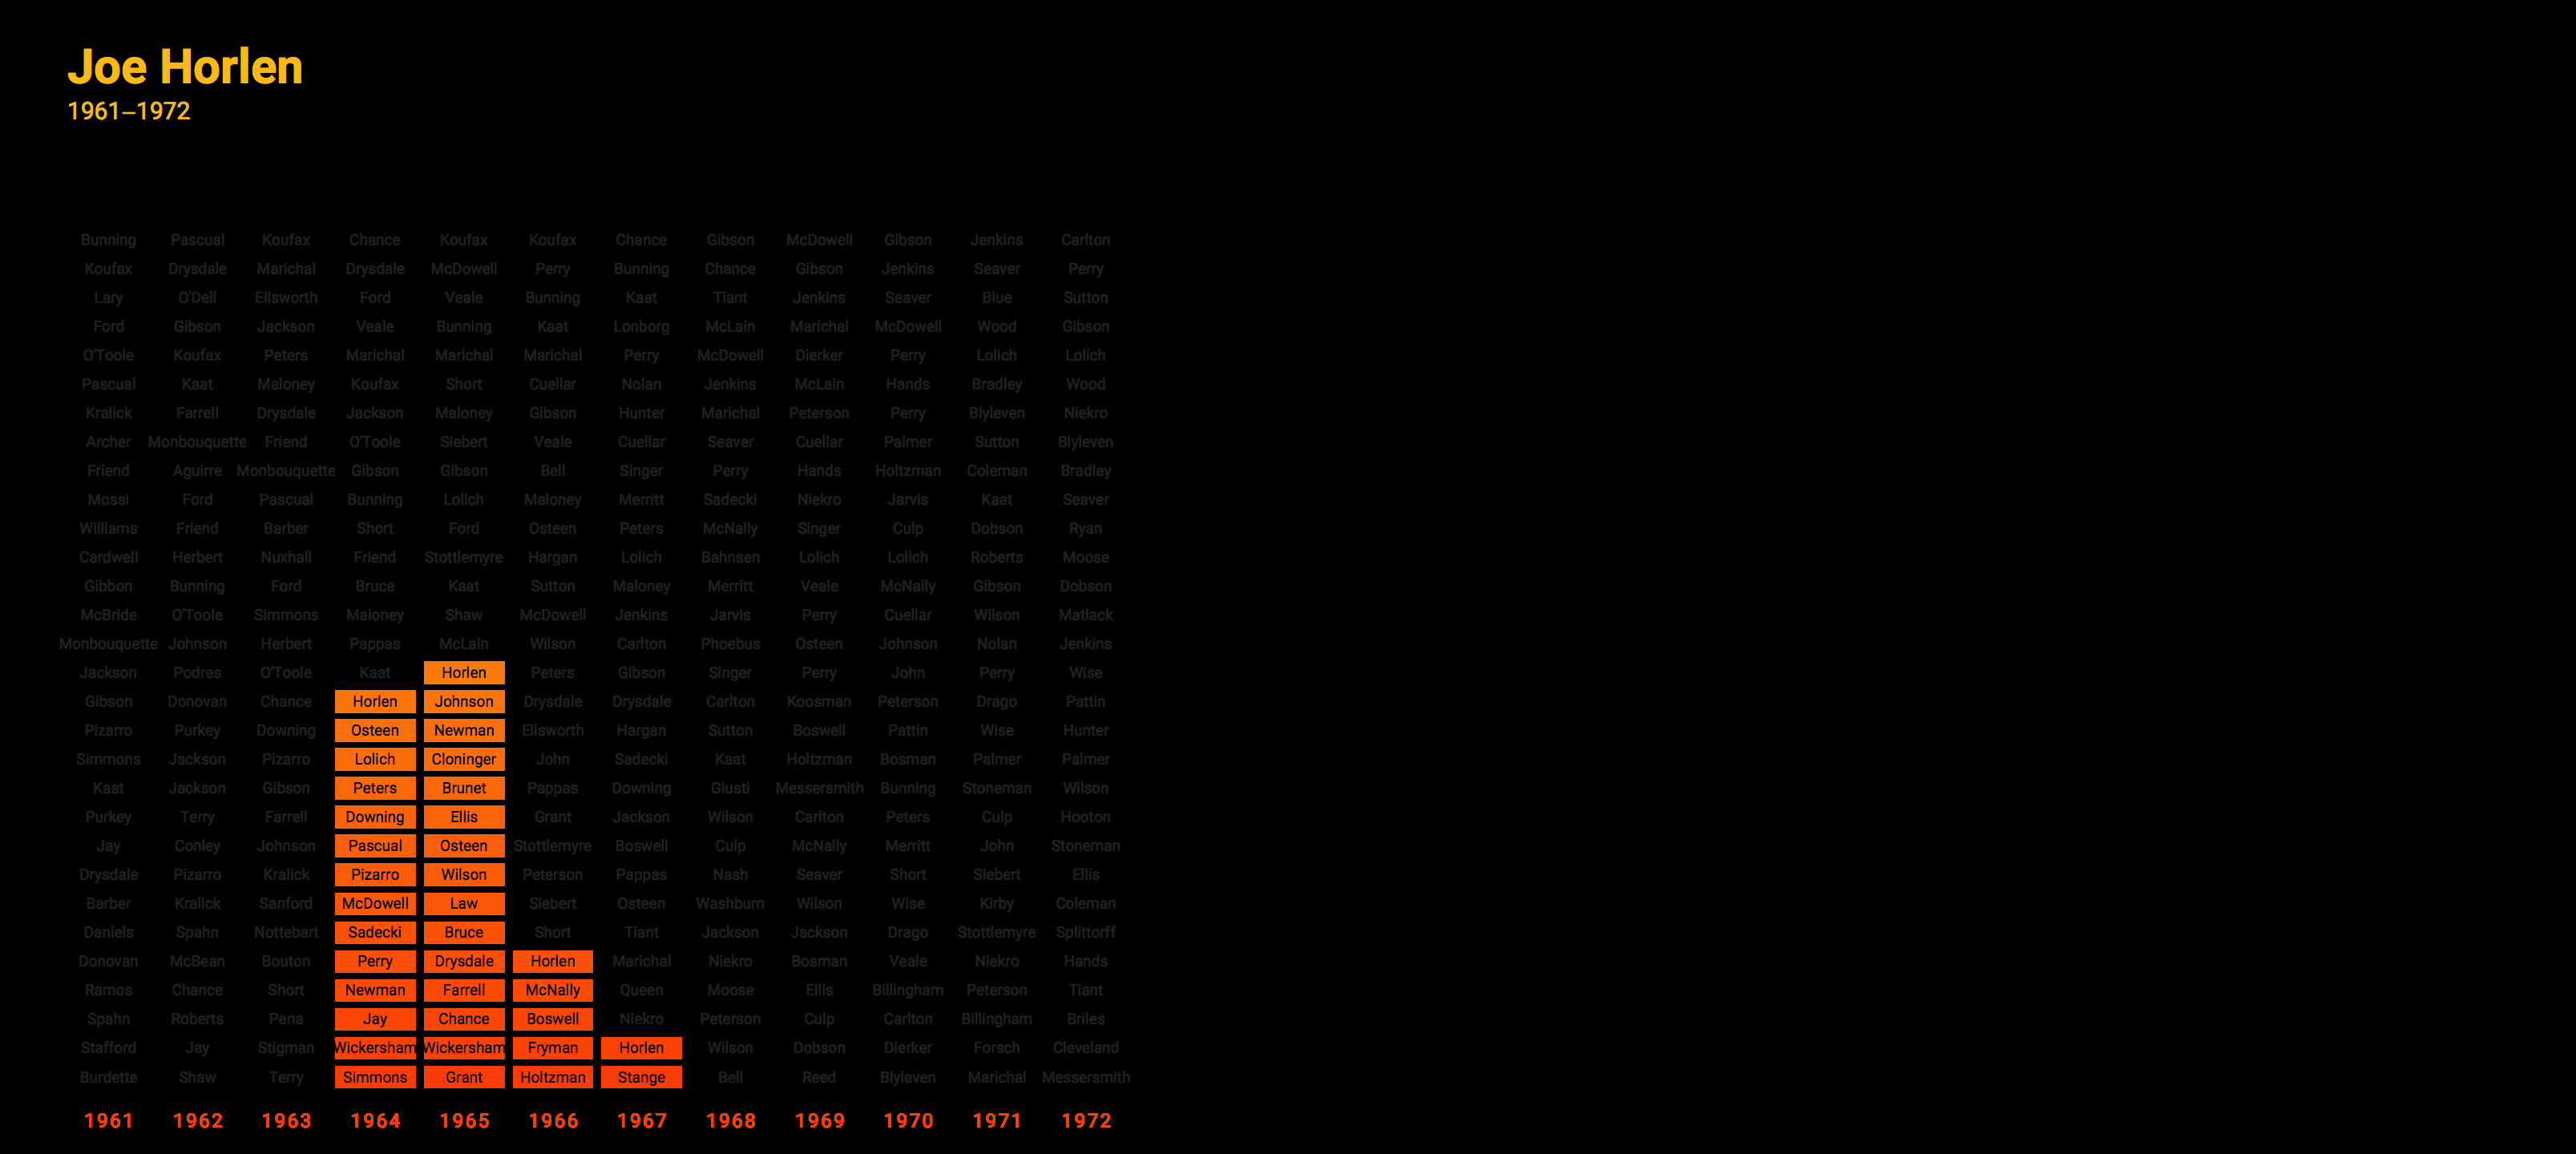 Joe Horlen
1961–1972
Bunning Pascual Koufax Chance Koufax Koufax Chance Gibson McDowell Gibson Jenkins Carlton
Koufax Drysdale Marichal Drysdale McDowell Perry Bunning Chance Gibson Jenkins Seaver Perry
Lary O'Dell Ellsworth Ford Veale Bunning Kaat Tiant Jenkins Seaver Blue Sutton
Ford Gibson Jackson Veale Bunning Kaat Lonborg McLain Marichal McDowell Wood Gibson
O'Toole Koufax Peters Marichal Marichal Marichal Perry McDowell Dierker Perry Lolich Lolich
Pascual Kaat Maloney Koufax Short Cuellar Nolan Jenkins McLain Hands Bradley Wood
Kralick Farrell Drysdale Jackson Maloney Gibson Hunter Marichal Peterson Perry Blyleven Niekro
Archer Monbouquette Friend O'Toole Siebert Veale Cuellar Seaver Cuellar Palmer Sutton Blyleven
Friend Aguirre Monbouquette Gibson Gibson Bell Singer Perry Hands Holtzman Coleman Bradley
Mossi Ford Pascual Bunning Lolich Maloney Merritt Sadecki Niekro Jarvis Kaat Seaver
Williams Friend Barber Short Ford Osteen Peters McNally Singer Culp Dobson Ryan
Cardwell Herbert Nuxhall Friend Stottlemyre Hargan Lolich Bahnsen Lolich Lolich Roberts Moose
Gibbon Bunning Ford Bruce Kaat Sutton Maloney Merritt Veale McNally Gibson Dobson
McBride O'Toole Simmons Maloney Shaw McDowell Jenkins Jarvis Perry Cuellar Wilson Matlack
Monbouquette Johnson Herbert Pappas McLain Wilson Carlton Phoebus Osteen Johnson Nolan Jenkins
Jackson Podres O'Toole Kaat Horlen Peters Gibson Singer Perry John Perry Wise
Gibson Donovan Chance Horlen Johnson Drysdale Drysdale Carlton Koosman Peterson Drago Pattin
Pizarro Purkey Downing Osteen Newman Ellsworth Hargan Sutton Boswell Pattin Wise Hunter
Simmons Jackson Pizarro Lolich Cloninger John Sadecki Kaat Holtzman Bosman Palmer Palmer
Kaat Jackson Gibson Peters Brunet Pappas Downing Giusti Messersmith Bunning Stoneman Wilson
Purkey Terry Farrell Downing Ellis Grant Jackson Wilson Carlton Peters Culp Hooton
Jay Conley Johnson Pascual Osteen Stottlemyre Boswell Culp McNally Merritt John Stoneman
Drysdale Pizarro Kralick Pizarro Wilson Peterson Pappas Nash Seaver Short Siebert Ellis
Barber Kralick Sanford McDowell Law Siebert Osteen Washburn Wilson Wise Kirby Coleman
Daniels Spahn Nottebart Sadecki Bruce Short Tiant Jackson Jackson Drago Stottlemyre Splittorff
Donovan McBean Bouton Perry Drysdale Horlen Marichal Niekro Bosman Veale Niekro Hands
Ramos Chance Short Newman Farrell McNally Queen Moose Ellis Billingham Peterson Tiant
Spahn Roberts Pena Jay Chance Boswell Niekro Peterson Culp Carlton Billingham Briles
Stafford Jay Stigman Wickersham Wickersham Fryman Horlen Wilson Dobson Dierker Forsch Cleveland
Burdette Shaw Terry Simmons Grant Holtzman Stange Bell Reed Blyleven Marichal Messersmith
1961 1962 1963 1964 1965 1966 1967 1968 1969 1970 1971 1972